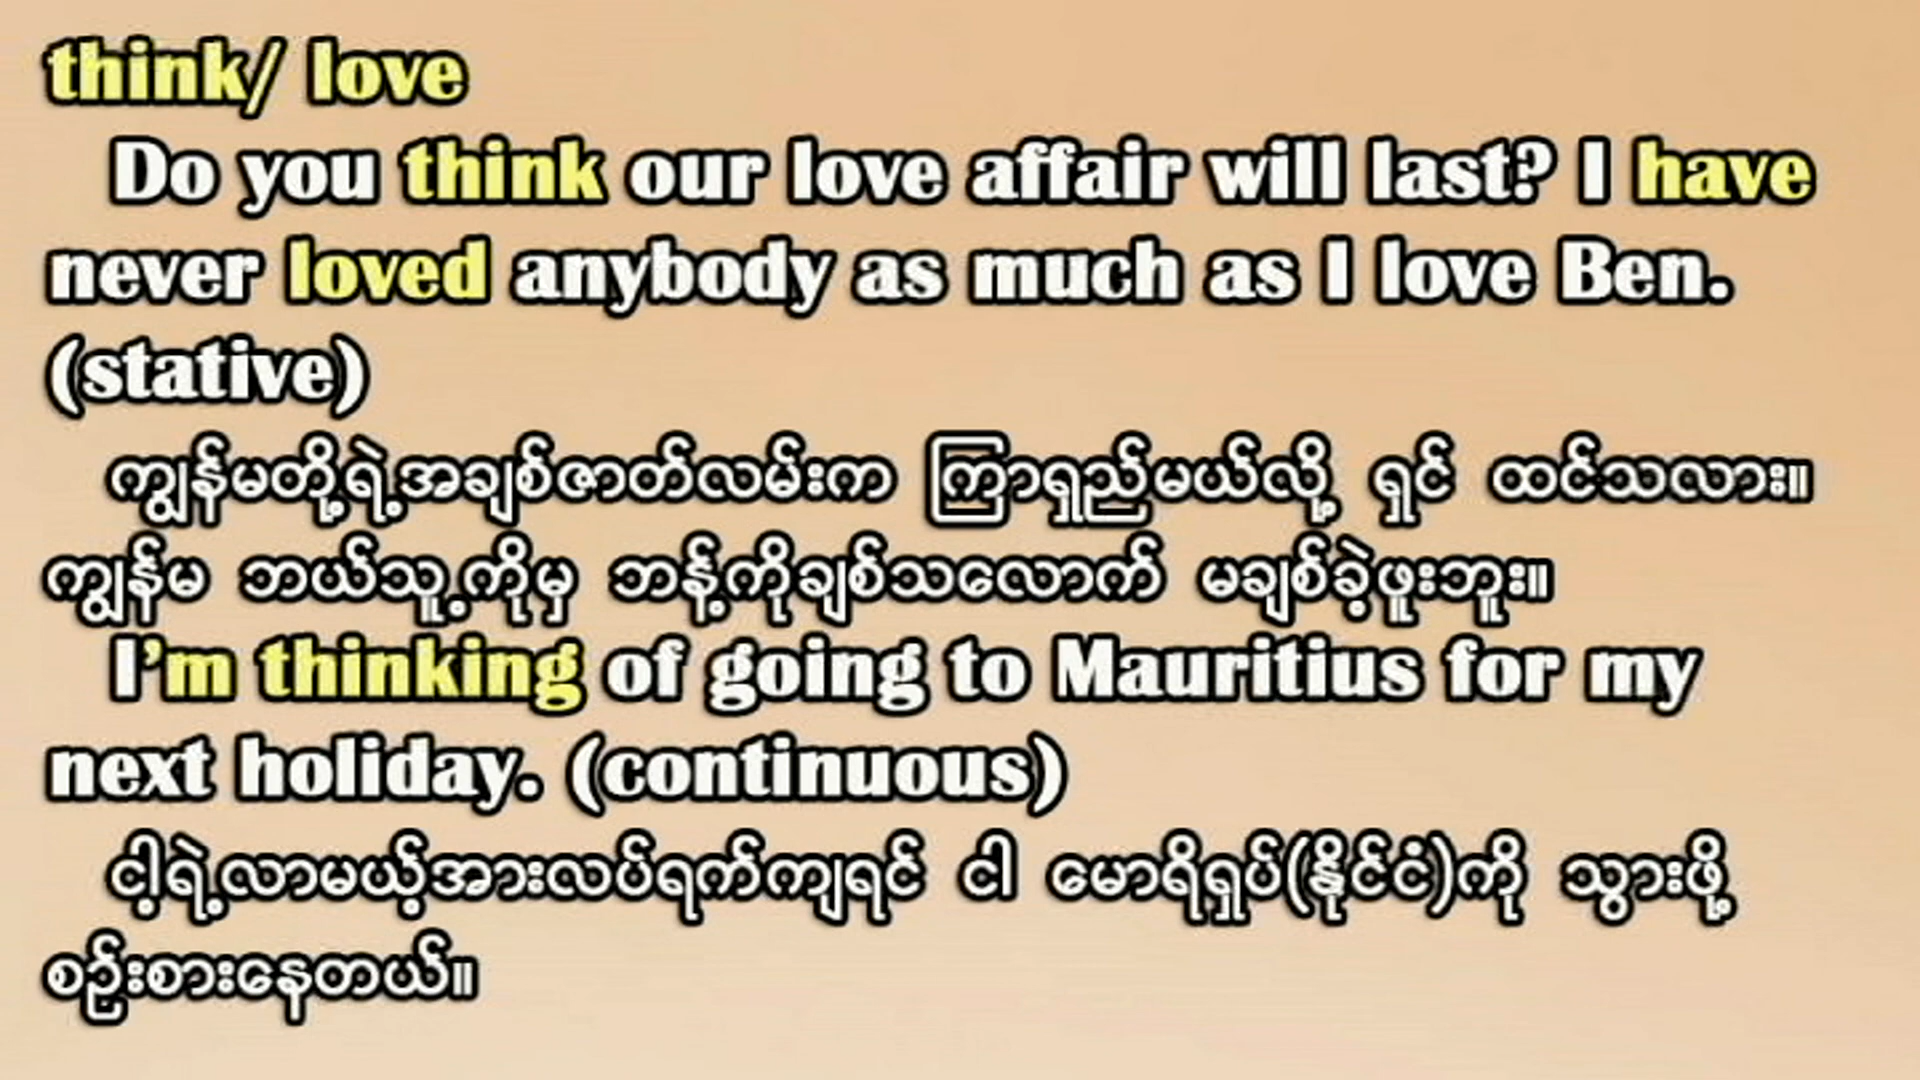 think/ love
Do you think our love affair will last? I have
never loved anybody as much as I love Ben.
(stative)
ကျွန်မတို့ရဲ့အချစ်ဇာတ်လမ်းက ကြာရှည်မယ်လို့ ရှင် ထင်သလား။
ကျွန်မ ဘယ်သူ့ကိုမှ ဘန့်ကိုချစ်သလောက် မချစ်ခဲ့ဖူးဘူး။
I'm thinking of going to Mauritius for my
next holiday. (continuous)
ငါ့ရဲ့လာမယ့်အားလပ်ရက်ကျရင် ငါ မောရိရှပ်(နိုင်ငံ)ကို သွားဖို့
စဉ်းစားနေတယ်။